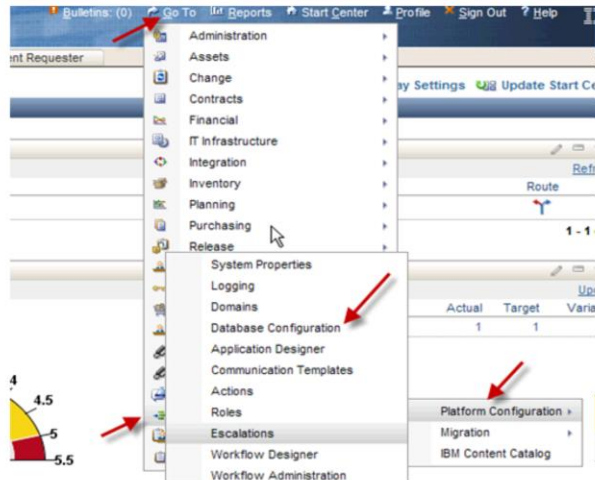 Bulletins: (0) Go To Reports Start Center Profile Sign Out ? Help
nt Requester
Administration
Assets
Change
ay Settings Update Start Ce
Contracts
Financial
IT Infrastructure
Integration
Refr
Inventory
Route
Planning
Purchasing
1 - 1
Release
System Properties
Logging
Upd
Domains
Actual Target Varia
Database Configuration
1 1
Application Designer
Communication Templates
Actions
4
4.5
Roles
Platform Configuration
5
Escalations
Migration
5.5
Workflow Designer
IBM Content Catalog
Workflow Administration